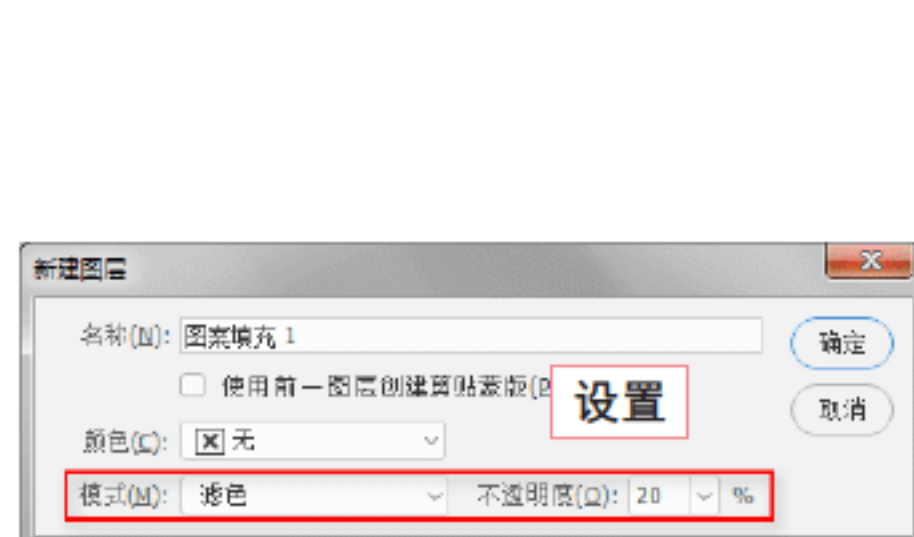 新建图层
名称(N): 图案填充 1 确定
使用前一图层创建剪贴蒙版(P 设置
取消
颜色(C): 无
模式(M): 滤色 不透明度(O): 20 %